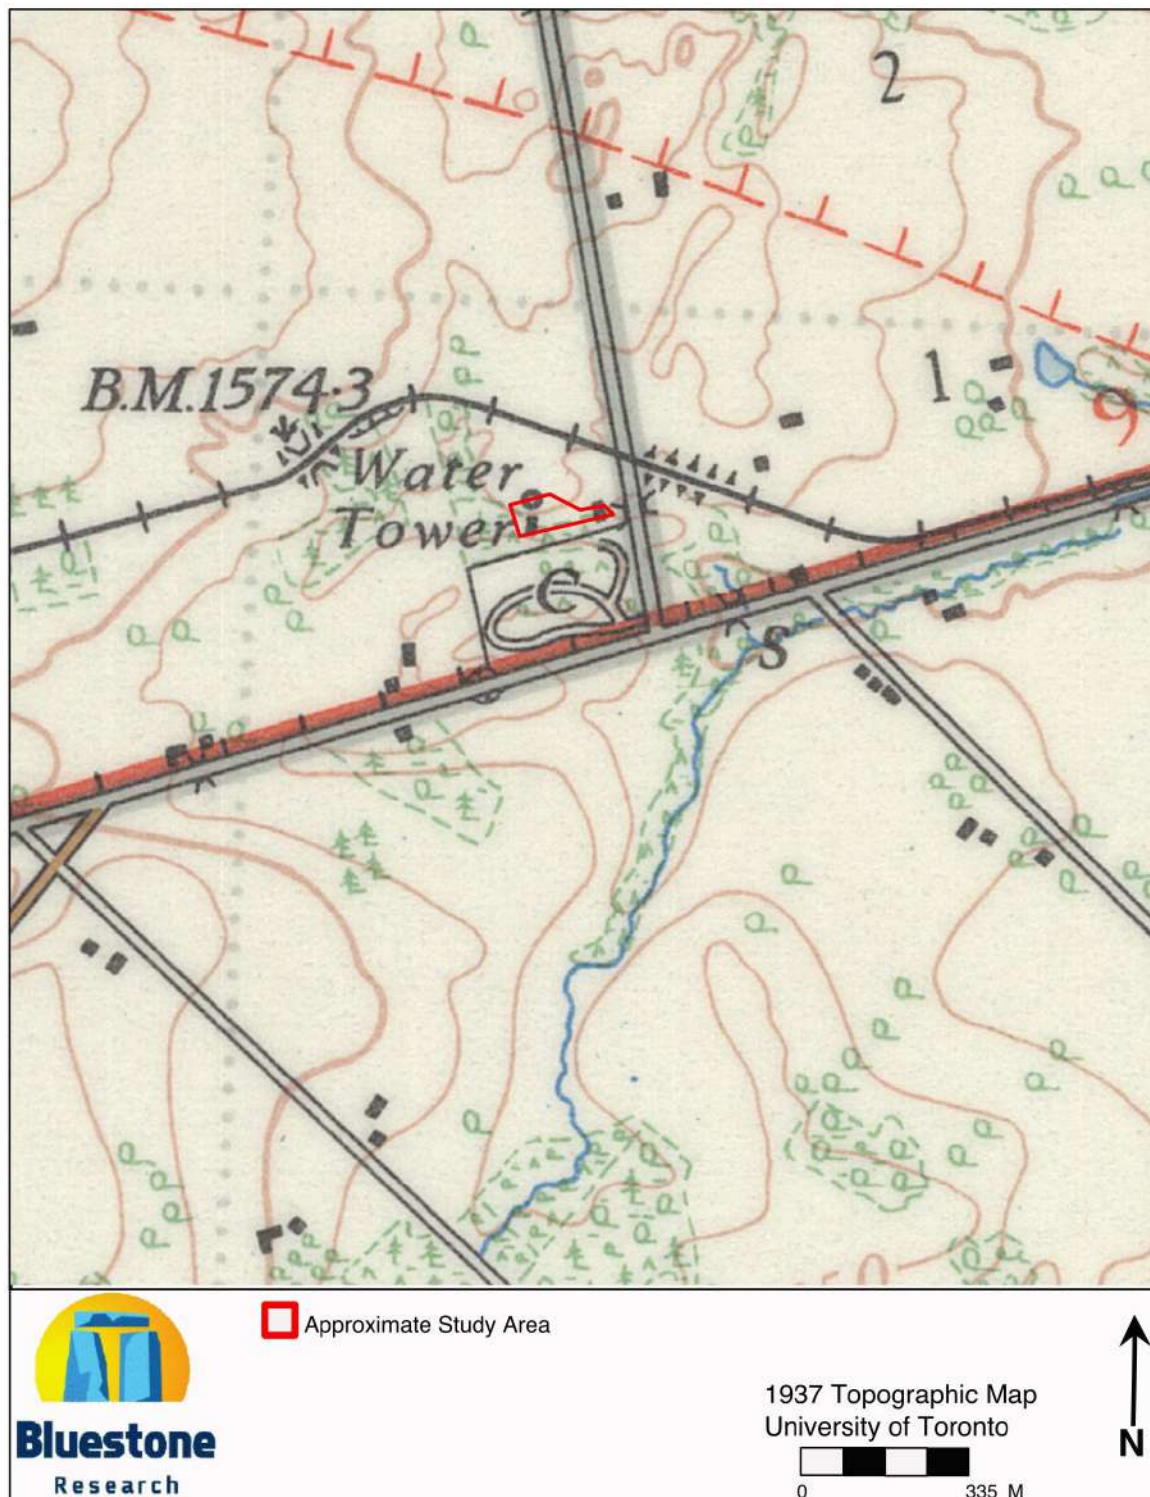 2
B.M.1574·3
1
9
Water
Tower
C
S
Approximate Study Area
1937 Topographic Map
University of Toronto
N
0 335 M
Bluestone
Research